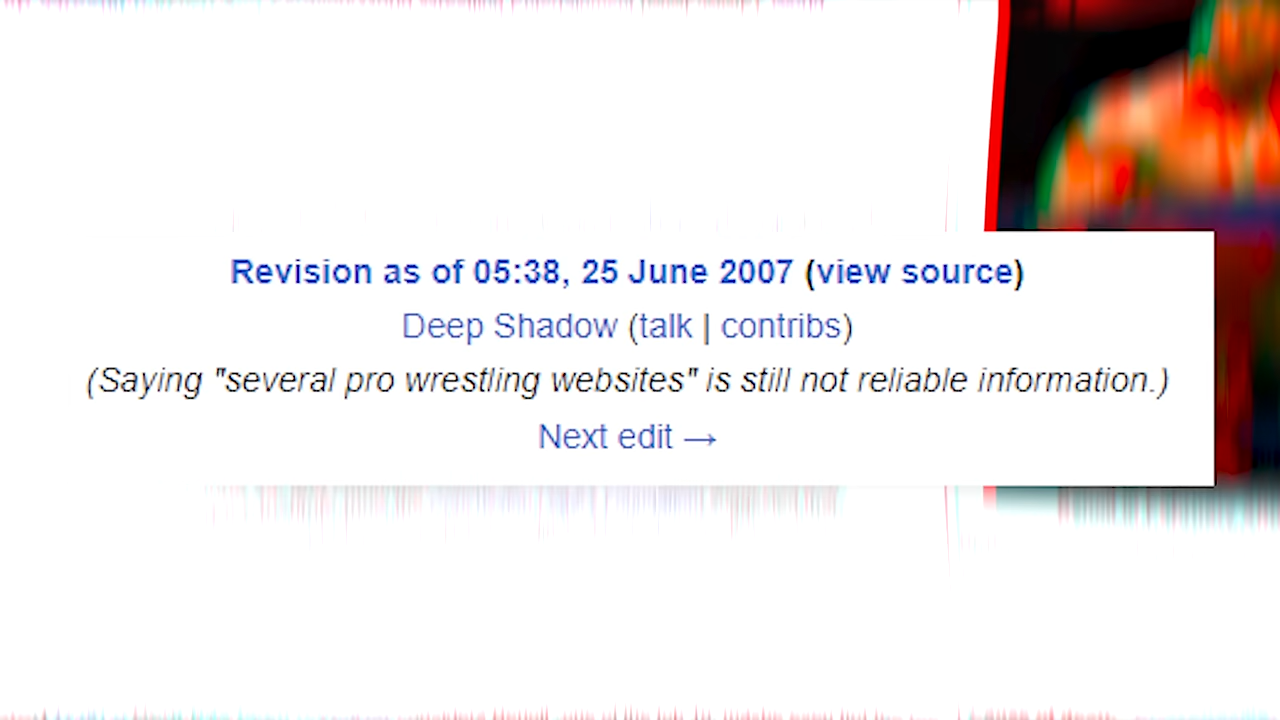 Revision as of 05:38, 25 June 2007 (view source)
Deep Shadow (talk | contribs)
(Saying "several pro wrestling websites" is still not reliable information.)
Next edit →